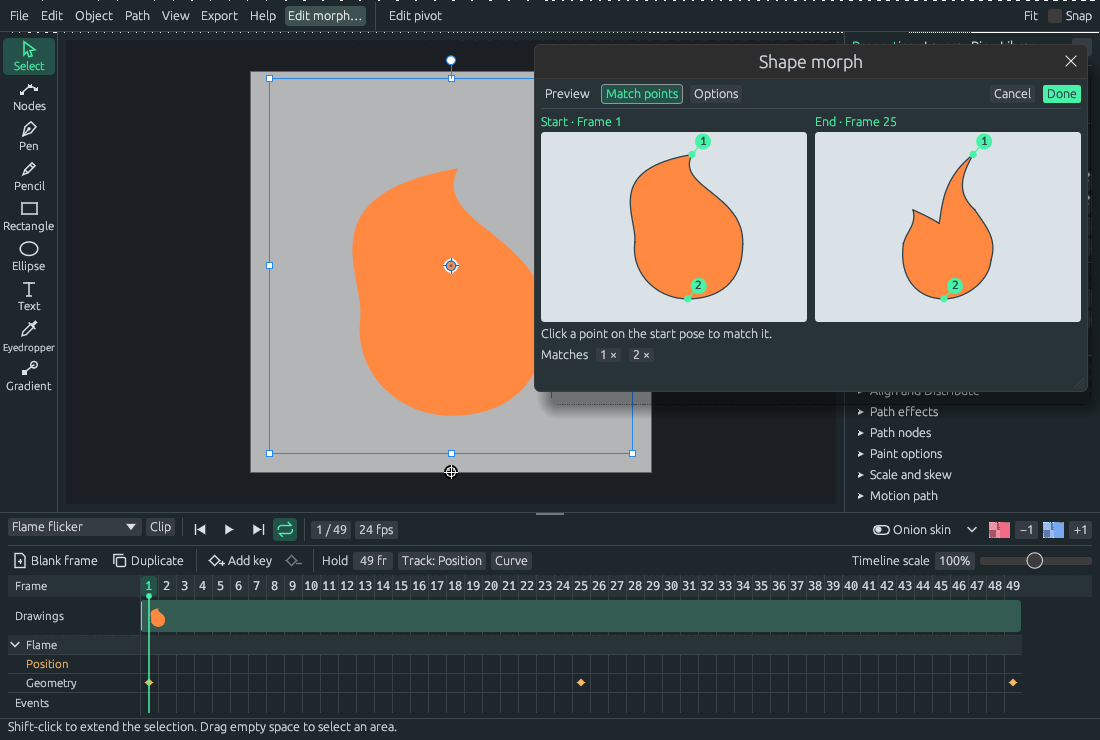 File Edit Object Path View Export Help Edit morph... Edit pivot Fit Snap
Select
Nodes
Pen
Pencil
Rectangle
Ellipse
Text
Eyedropper
Gradient
Shape morph
Preview Match points Options Cancel Done
Start · Frame 1 End · Frame 25
1 1
2 2
Click a point on the start pose to match it.
Matches 1 × 2 ×
Align and Distribute
Path effects
Path nodes
Paint options
Scale and skew
Motion path
Flame flicker Clip 1 / 49 24 fps Onion skin −1 +1
Blank frame Duplicate Add key Hold 49 fr Track: Position Curve Timeline scale 100%
Frame 1 2 3 4 5 6 7 8 9 10 11 12 13 14 15 16 17 18 19 20 21 22 23 24 25 26 27 28 29 30 31 32 33 34 35 36 37 38 39 40 41 42 43 44 45 46 47 48 49
Drawings
Flame
Position
Geometry
Events
Shift-click to extend the selection. Drag empty space to select an area.